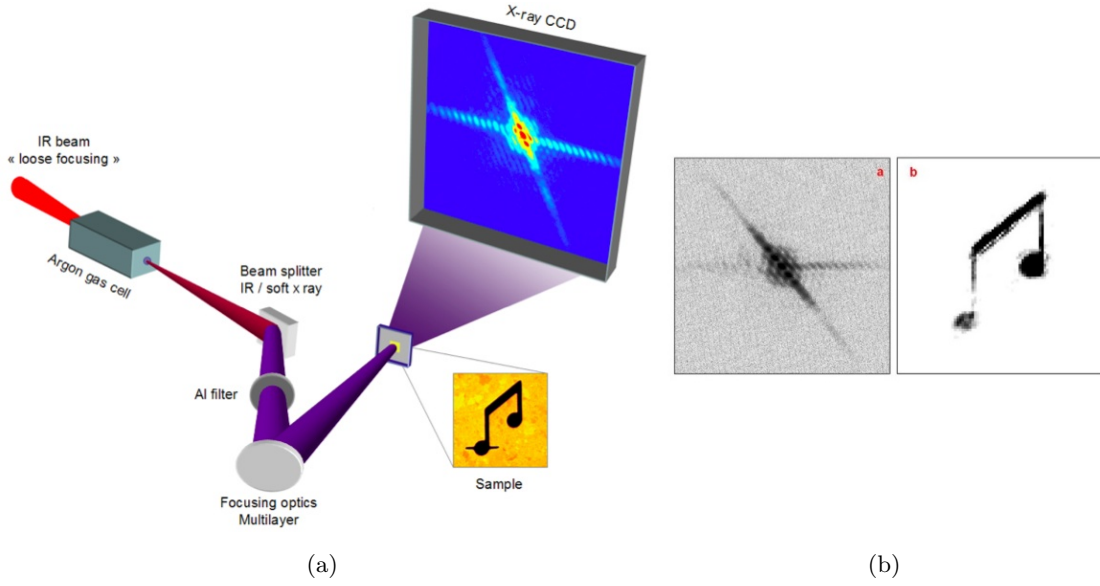 X-ray CCD
IR beam
« loose focusing »
Argon gas cell
Beam splitter
IR / soft x ray
Al filter
Focusing optics
Multilayer
Sample
a
b
(a)
(b)